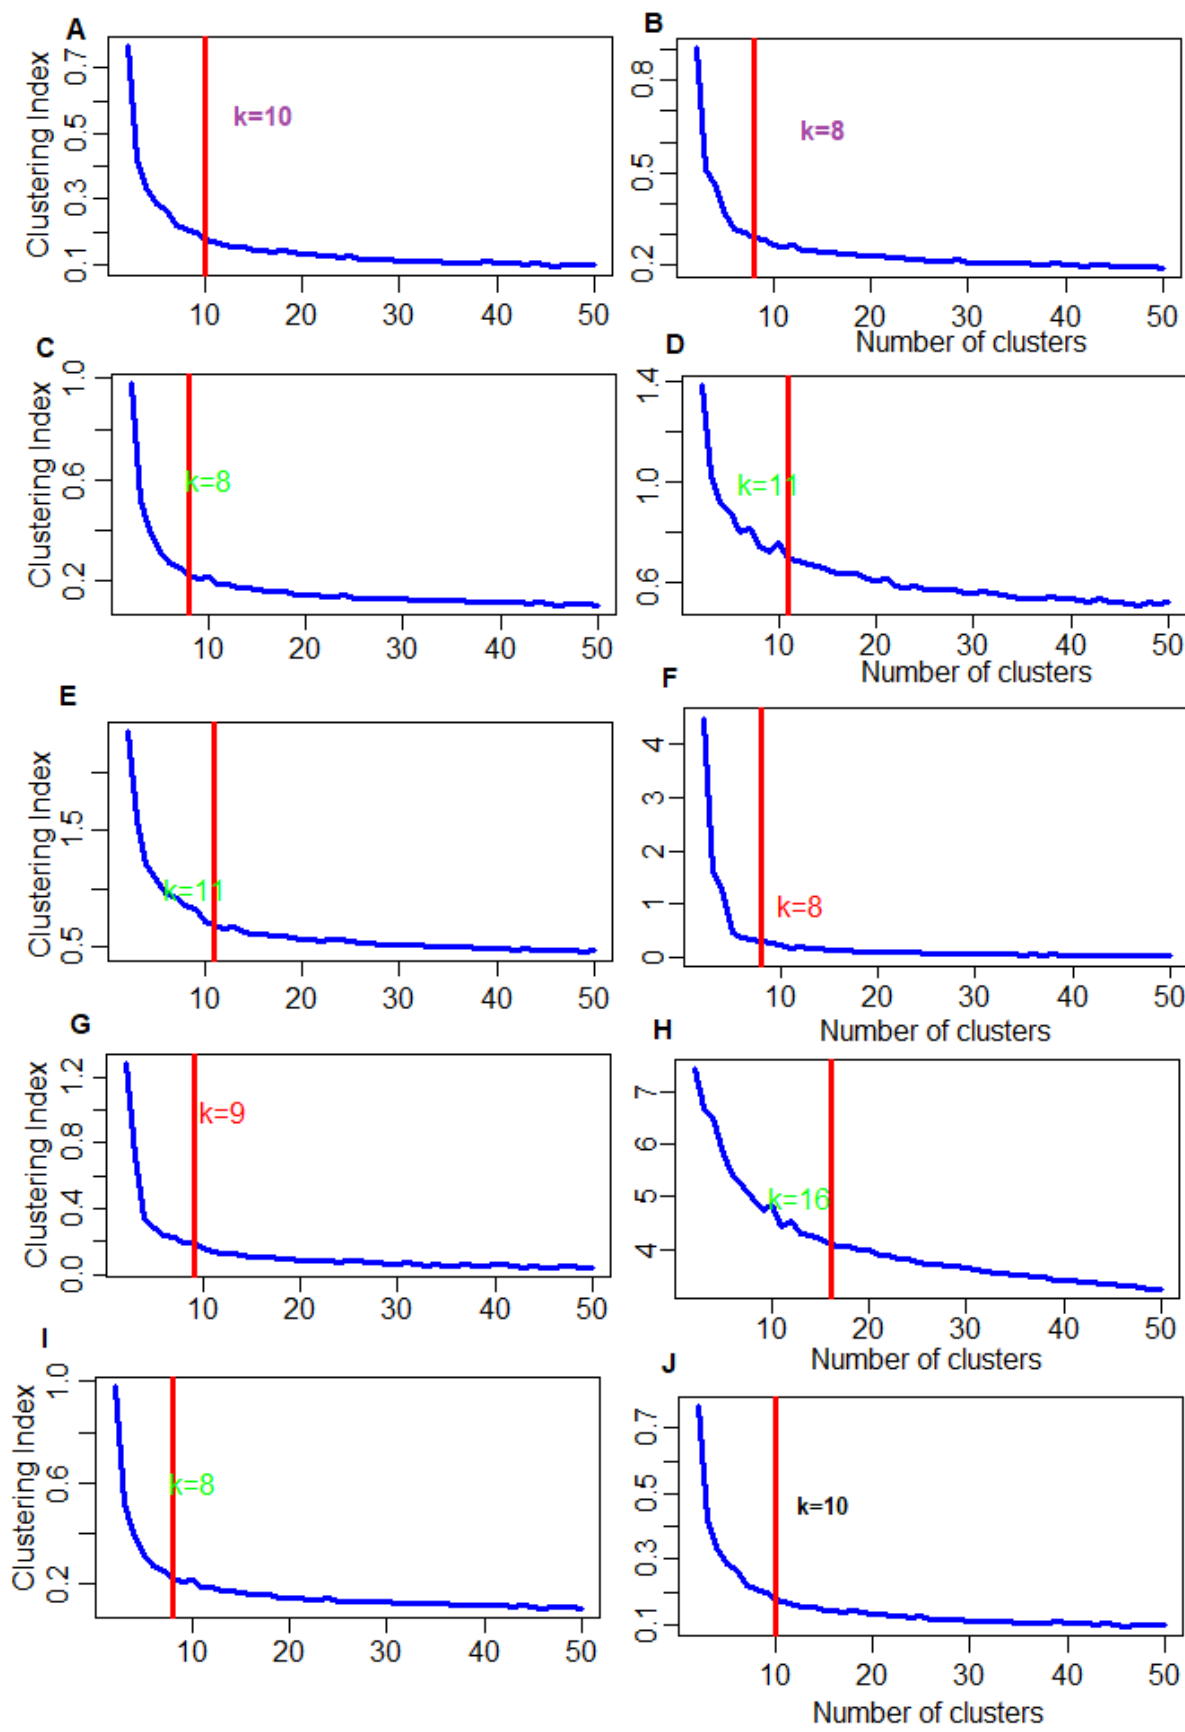 A
Clustering Index
0.1 0.3 0.5 0.7
k=10
10 20 30 40 50
B
0.2 0.5 0.8
k=8
10 20 30 40 50
Number of clusters
C
Clustering Index
0.2 0.6 1.0
k=8
10 20 30 40 50
D
0.6 1.0 1.4
k=11
10 20 30 40 50
Number of clusters
E
Clustering Index
0.5 1.5
k=11
10 20 30 40 50
F
0 1 2 3 4
k=8
10 20 30 40 50
Number of clusters
G
Clustering Index
0.0 0.4 0.8 1.2
k=9
10 20 30 40 50
H
4 5 6 7
k=16
10 20 30 40 50
Number of clusters
I
Clustering Index
0.2 0.6 1.0
k=8
10 20 30 40 50
J
0.1 0.3 0.5 0.7
k=10
10 20 30 40 50
Number of clusters